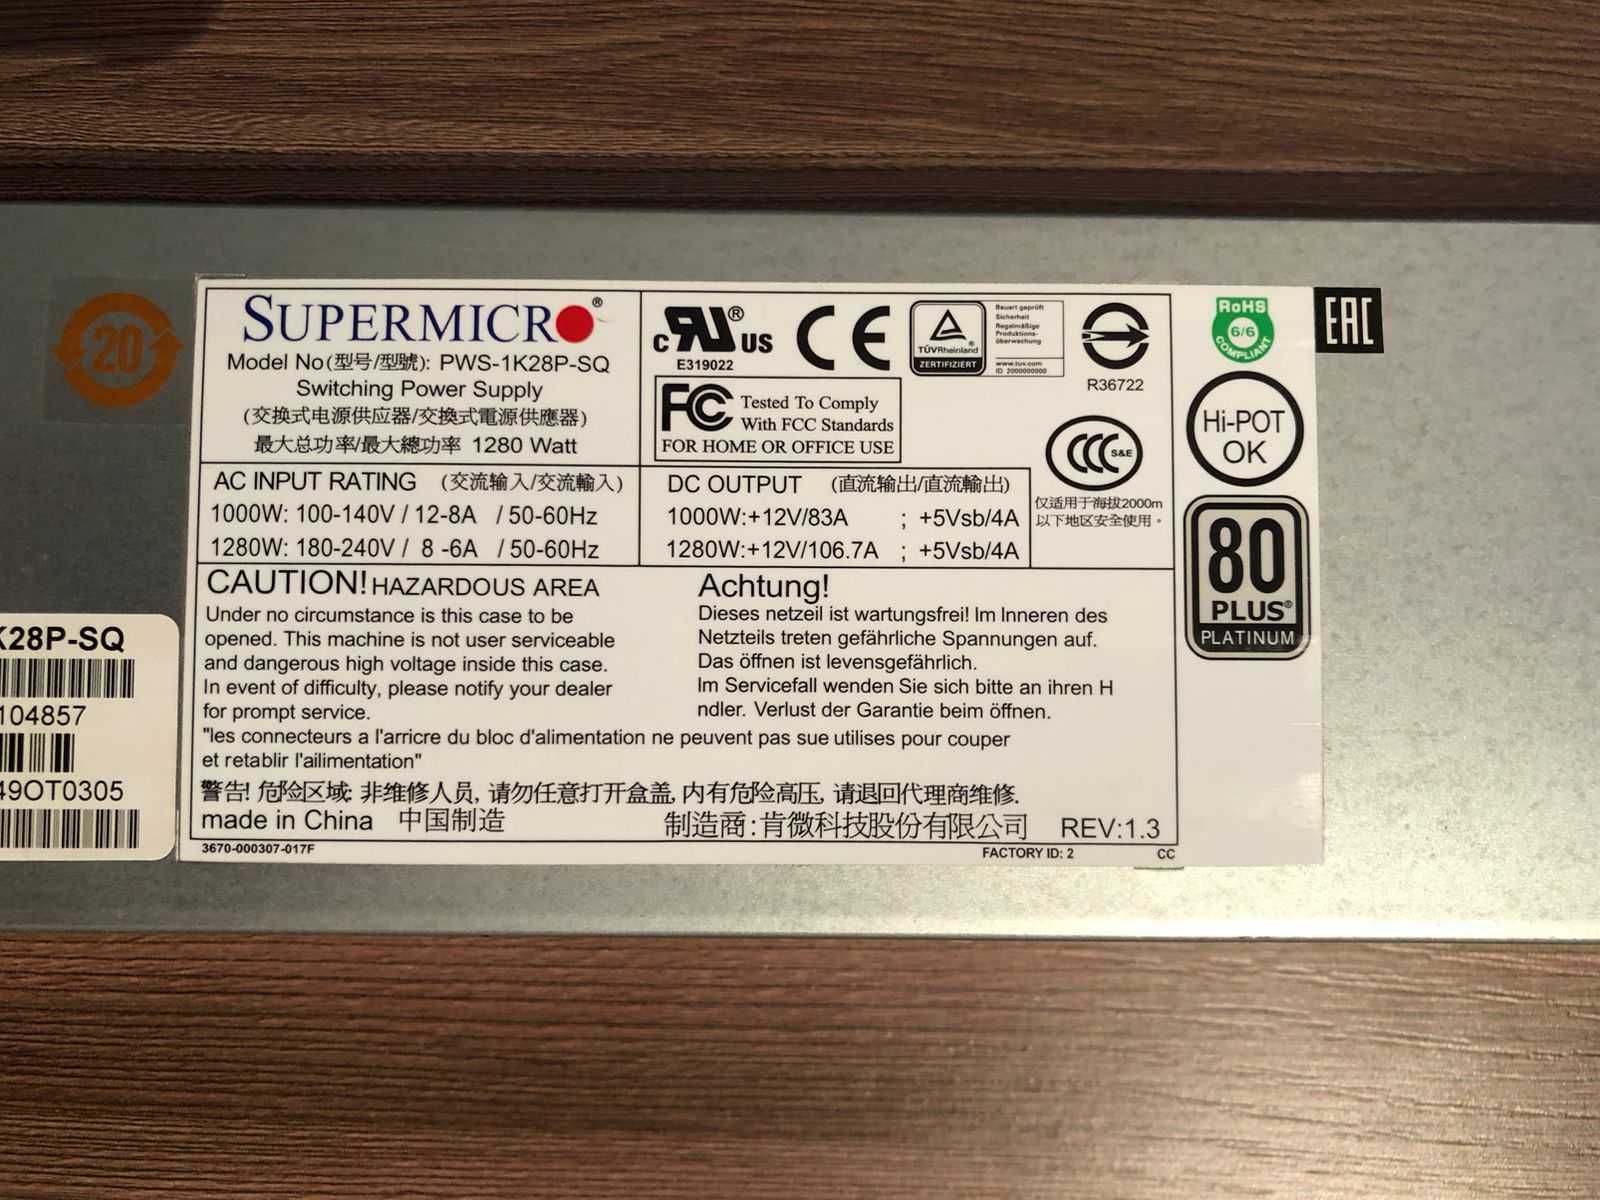 20
SUPERMICRO®
Model No(型号/型號): PWS-1K28P-SQ
Switching Power Supply
(交换式电源供应器/交換式電源供應器)
最大总功率/最大總功率 1280 Watt
c RU® US
E319022
CE
TÜVRheinland
ZERTIFIZIERT
Bauart geprüft
Sicherheit
Regelmäßige
Produktions-
überwachung
www.tuv.com
ID 2000000000
R36722
FC Tested To Comply
With FCC Standards
FOR HOME OR OFFICE USE
CCC S&E
仅适用于海拔2000m
以下地区安全使用。
RoHS
6/6
COMPLIANT
EAC
Hi-POT
OK
80
PLUS®
PLATINUM
AC INPUT RATING (交流输入/交流輸入)
1000W: 100-140V / 12-8A / 50-60Hz
1280W: 180-240V / 8 -6A / 50-60Hz
DC OUTPUT (直流输出/直流輸出)
1000W:+12V/83A ; +5Vsb/4A
1280W:+12V/106.7A ; +5Vsb/4A
CAUTION! HAZARDOUS AREA
Under no circumstance is this case to be
opened. This machine is not user serviceable
and dangerous high voltage inside this case.
In event of difficulty, please notify your dealer
for prompt service.
Achtung!
Dieses netzeil ist wartungsfrei! Im Inneren des
Netzteils treten gefährliche Spannungen auf.
Das öffnen ist levensgefährlich.
Im Servicefall wenden Sie sich bitte an ihren H
ndler. Verlust der Garantie beim öffnen.
"les connecteurs a l'arricre du bloc d'alimentation ne peuvent pas sue utilises pour couper
et retablir l'ailimentation"
警告! 危险区域: 非维修人员, 请勿任意打开盒盖, 内有危险高压, 请退回代理商维修.
made in China 中国制造 制造商:肯微科技股份有限公司 REV:1.3
3670-000307-017F FACTORY ID: 2 CC
K28P-SQ
104857
49OT0305